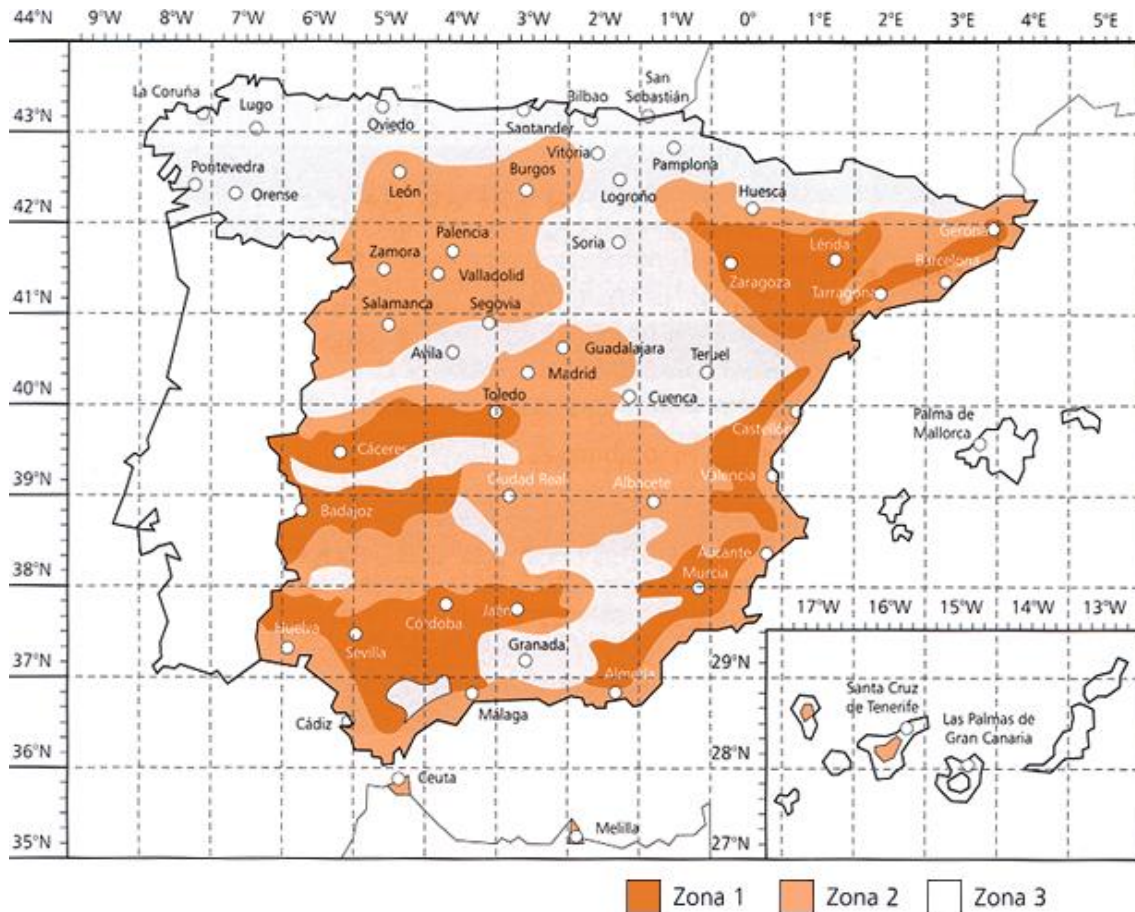 44°N 9°W 8°W 7°W 6°W 5°W 4°W 3°W 2°W 1°W 0° 1°E 2°E 3°E 5°E
La Coruña
Lugo
Oviedo
Santander
Bilbao
San
Sebastián
43°N
Vitoria
Pamplona
Pontevedra
Orense
León
Burgos
Logroño
Huesca
42°N
Palencia
Soria
Zamora
Valladolid
Lérida
Gerona
Barcelona
Zaragoza
Tarragona
41°N
Salamanca
Segovia
Avila
Guadalajara
Madrid
Teruel
40°N
Toledo
Cuenca
Castellón
Palma de
Mallorca
Cáceres
39°N
Ciudad Real
Albacete
Valencia
Badajoz
38°N
Alicante
Murcia
Huelva
Sevilla
Córdoba
Jaén
Granada
37°N
Almería
Cádiz
Málaga
36°N
Ceuta
Melilla
35°N
17°W 16°W 15°W 14°W 13°W
29°N
Santa Cruz
de Tenerife
Las Palmas de
Gran Canaria
28°N
27°N
Zona 1 Zona 2 Zona 3